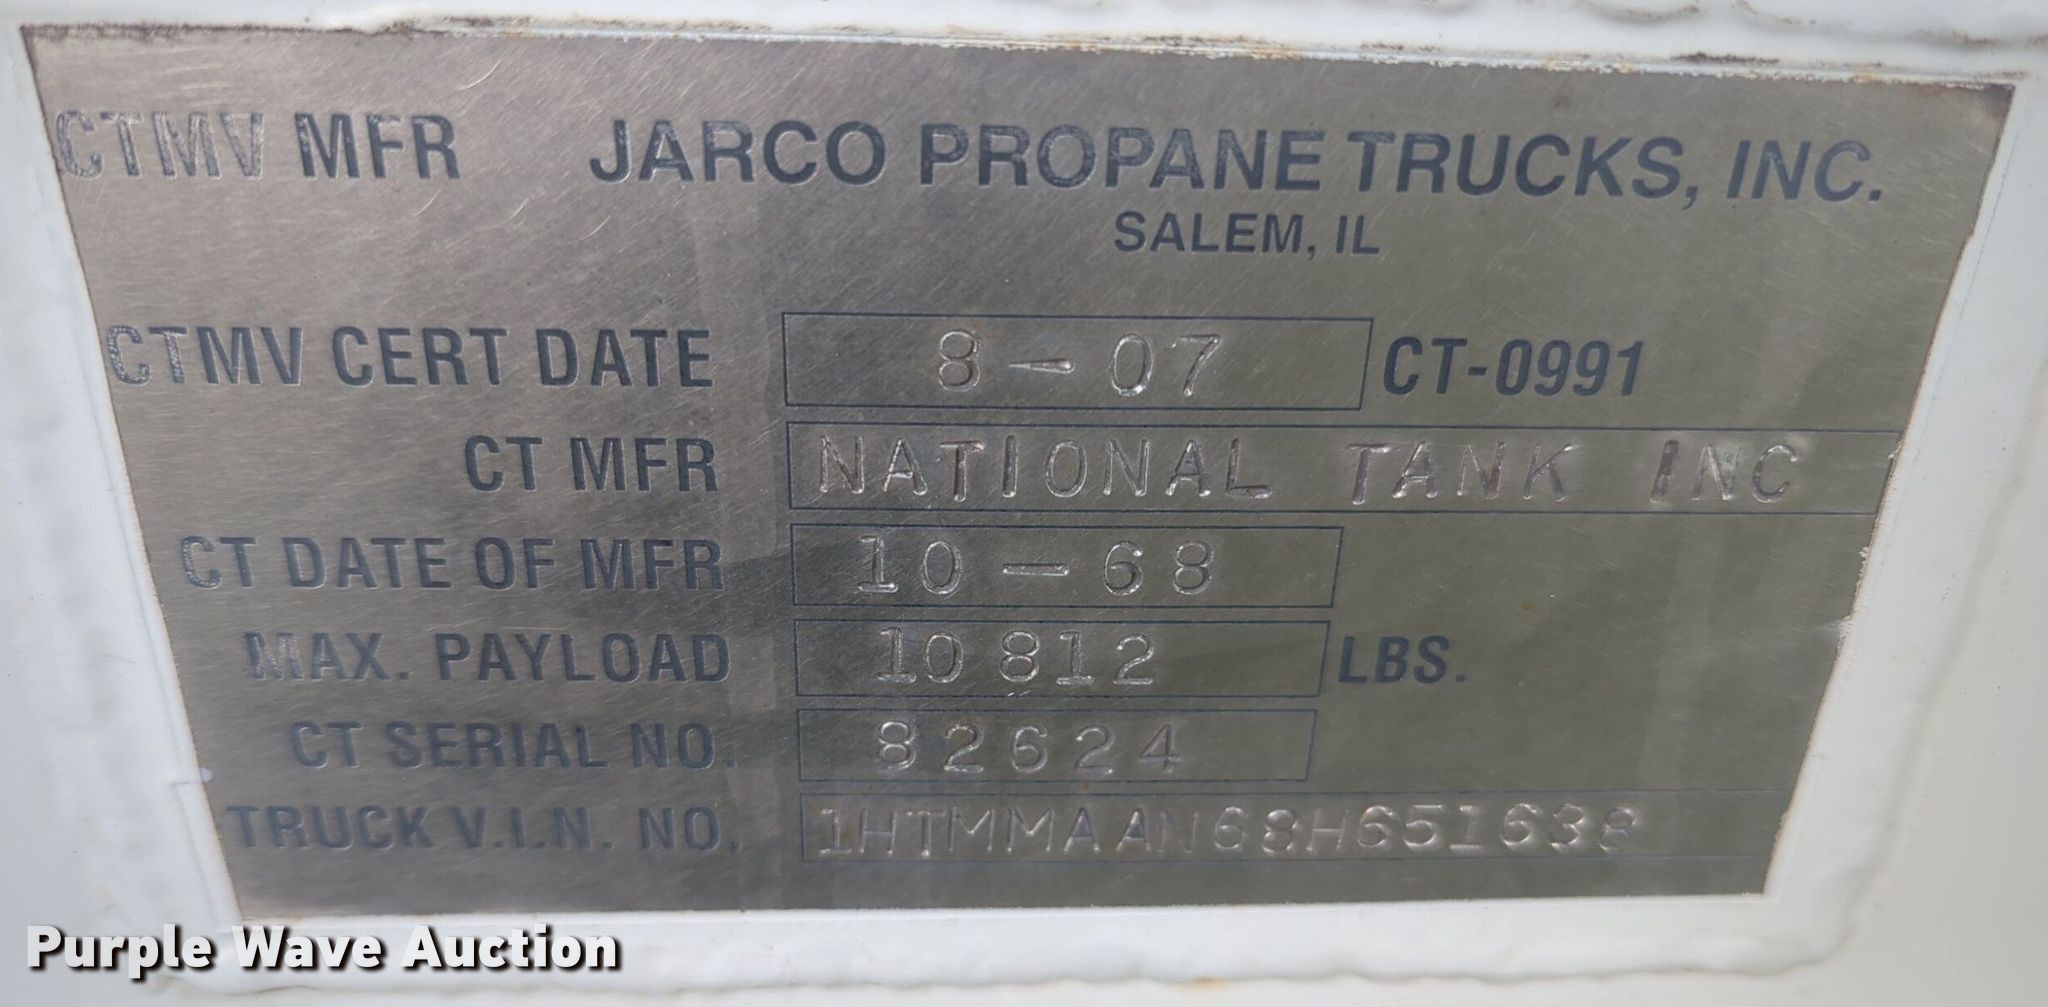 CTMV MFR JARCO PROPANE TRUCKS, INC.
SALEM, IL
CTMV CERT DATE 8-07 CT-0991
CT MFR NATIONAL TANK INC
CT DATE OF MFR 10-68
MAX. PAYLOAD 10812 LBS.
CT SERIAL NO. 82624
TRUCK V.I.N. NO. 1HTMMAAN68H651638
Purple Wave Auction